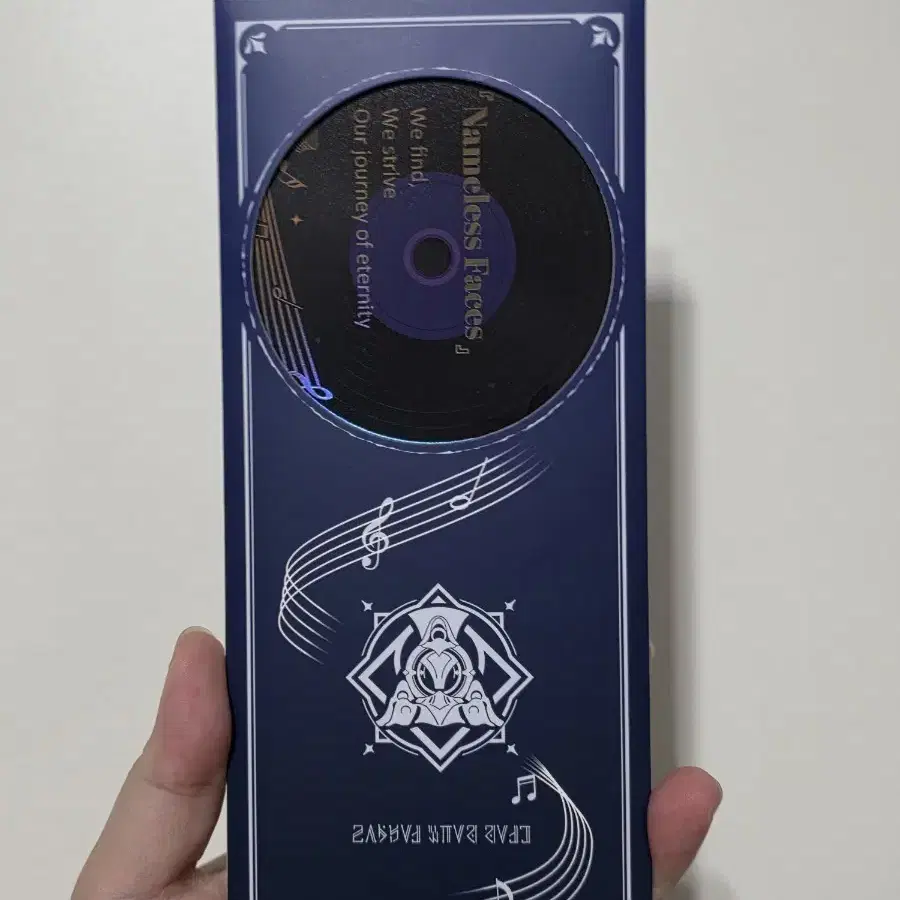 『Nameless Faces』
We find,
We strive
Our journey of eternity